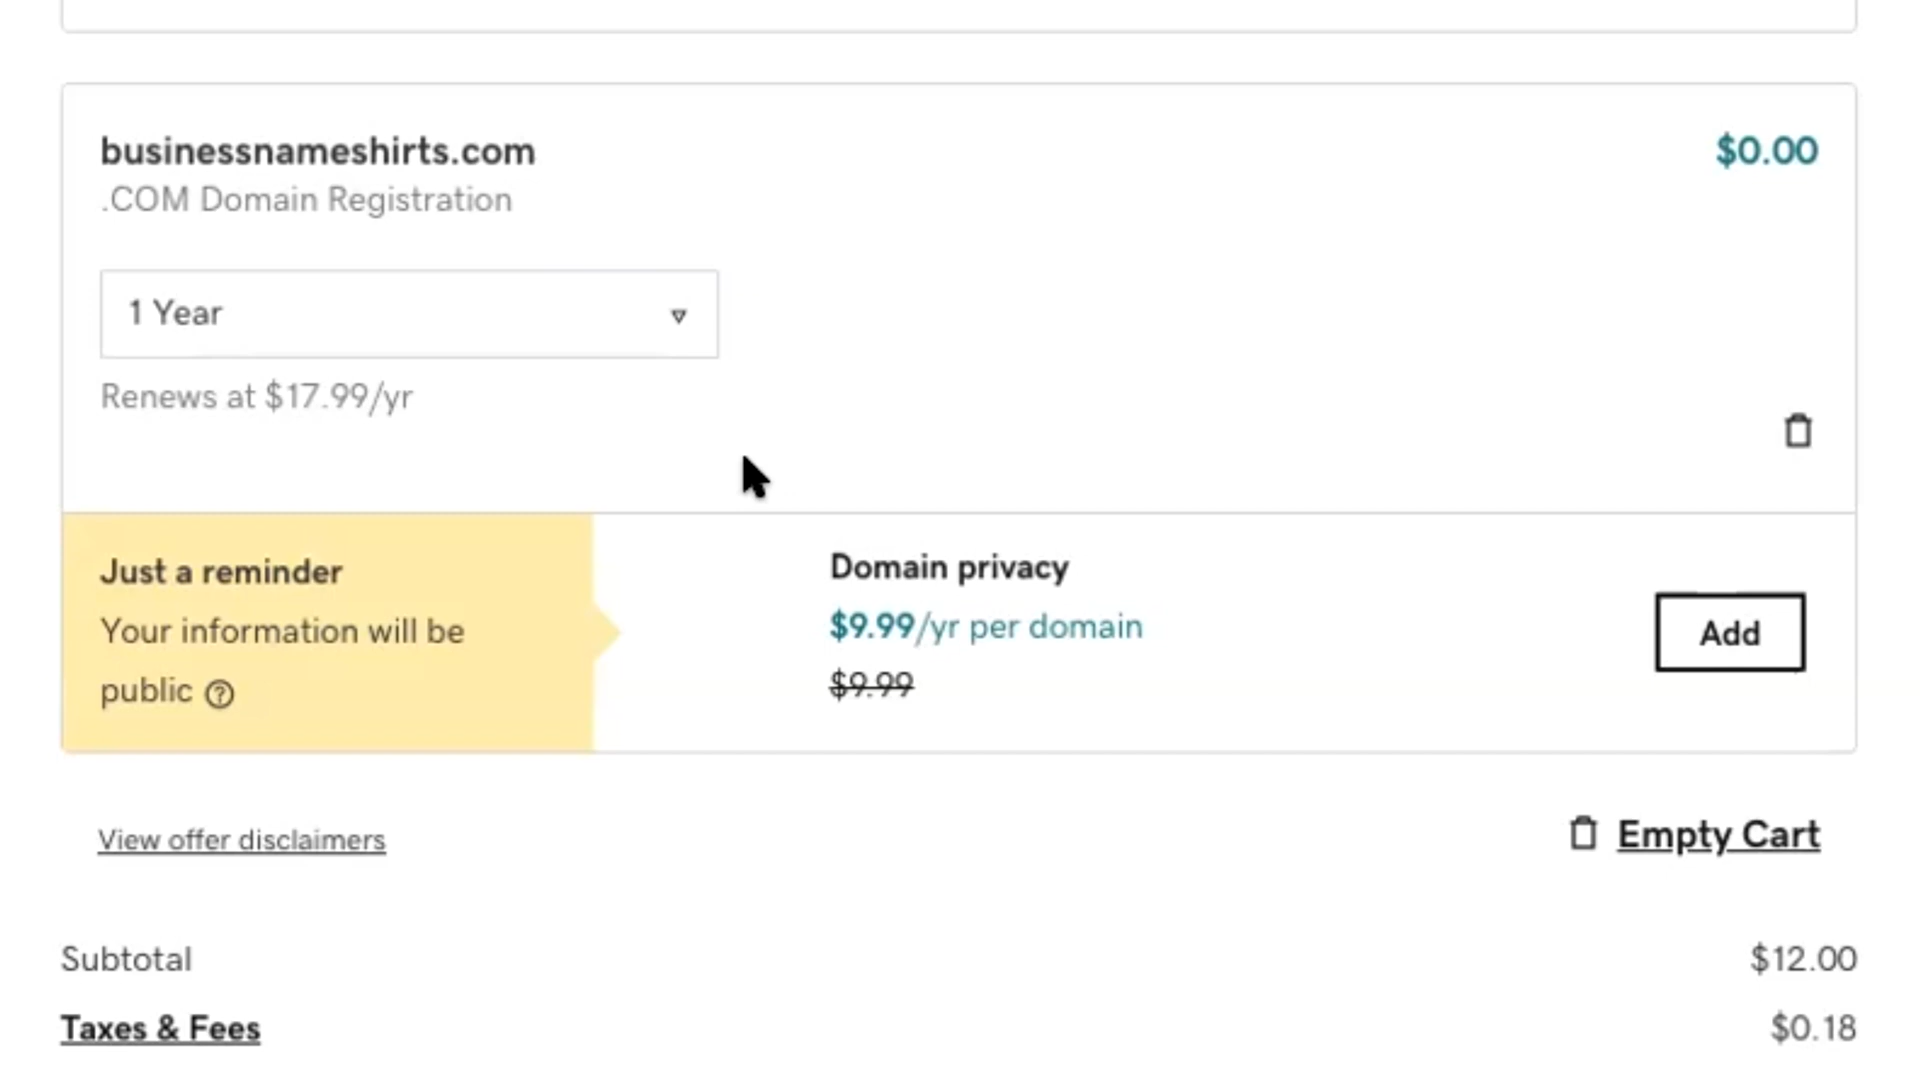 businessnameshirts.com
$0.00
.COM Domain Registration
1 Year
Renews at $17.99/yr
Just a reminder
Your information will be
public
Domain privacy
$9.99/yr per domain
$9.99
Add
View offer disclaimers
Empty Cart
Subtotal
$12.00
Taxes & Fees
$0.18